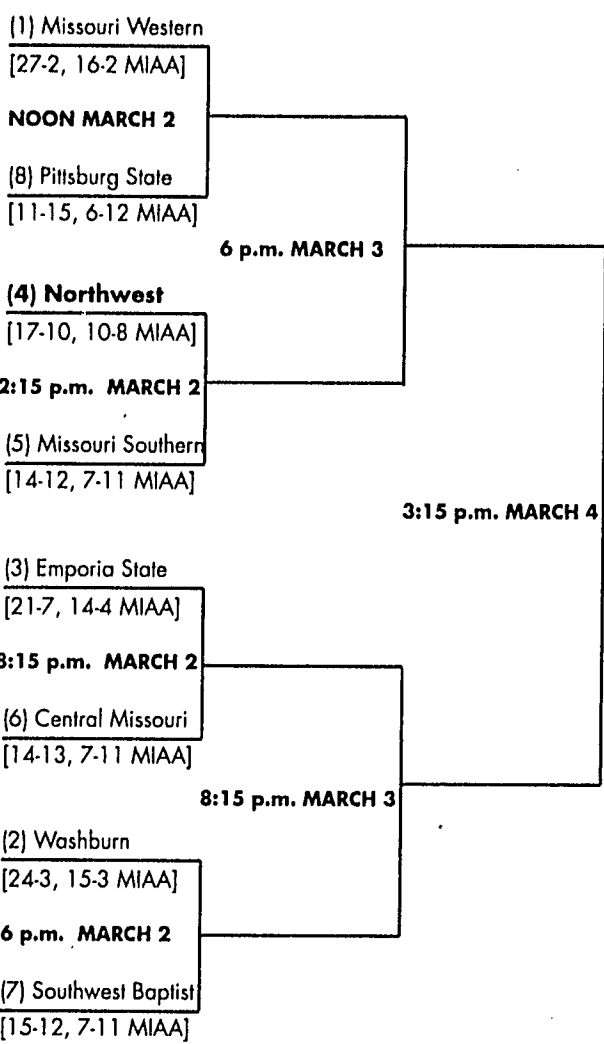 (1) Missouri Western
[27-2, 16-2 MIAA]
NOON MARCH 2
(8) Pittsburg State
[11-15, 6-12 MIAA]
6 p.m. MARCH 3
(4) Northwest
[17-10, 10-8 MIAA]
2:15 p.m. MARCH 2
(5) Missouri Southern
[14-12, 7-11 MIAA]
3:15 p.m. MARCH 4
(3) Emporia State
[21-7, 14-4 MIAA]
8:15 p.m. MARCH 2
(6) Central Missouri
[14-13, 7-11 MIAA]
8:15 p.m. MARCH 3
(2) Washburn
[24-3, 15-3 MIAA]
6 p.m. MARCH 2
(7) Southwest Baptist
[15-12, 7-11 MIAA]